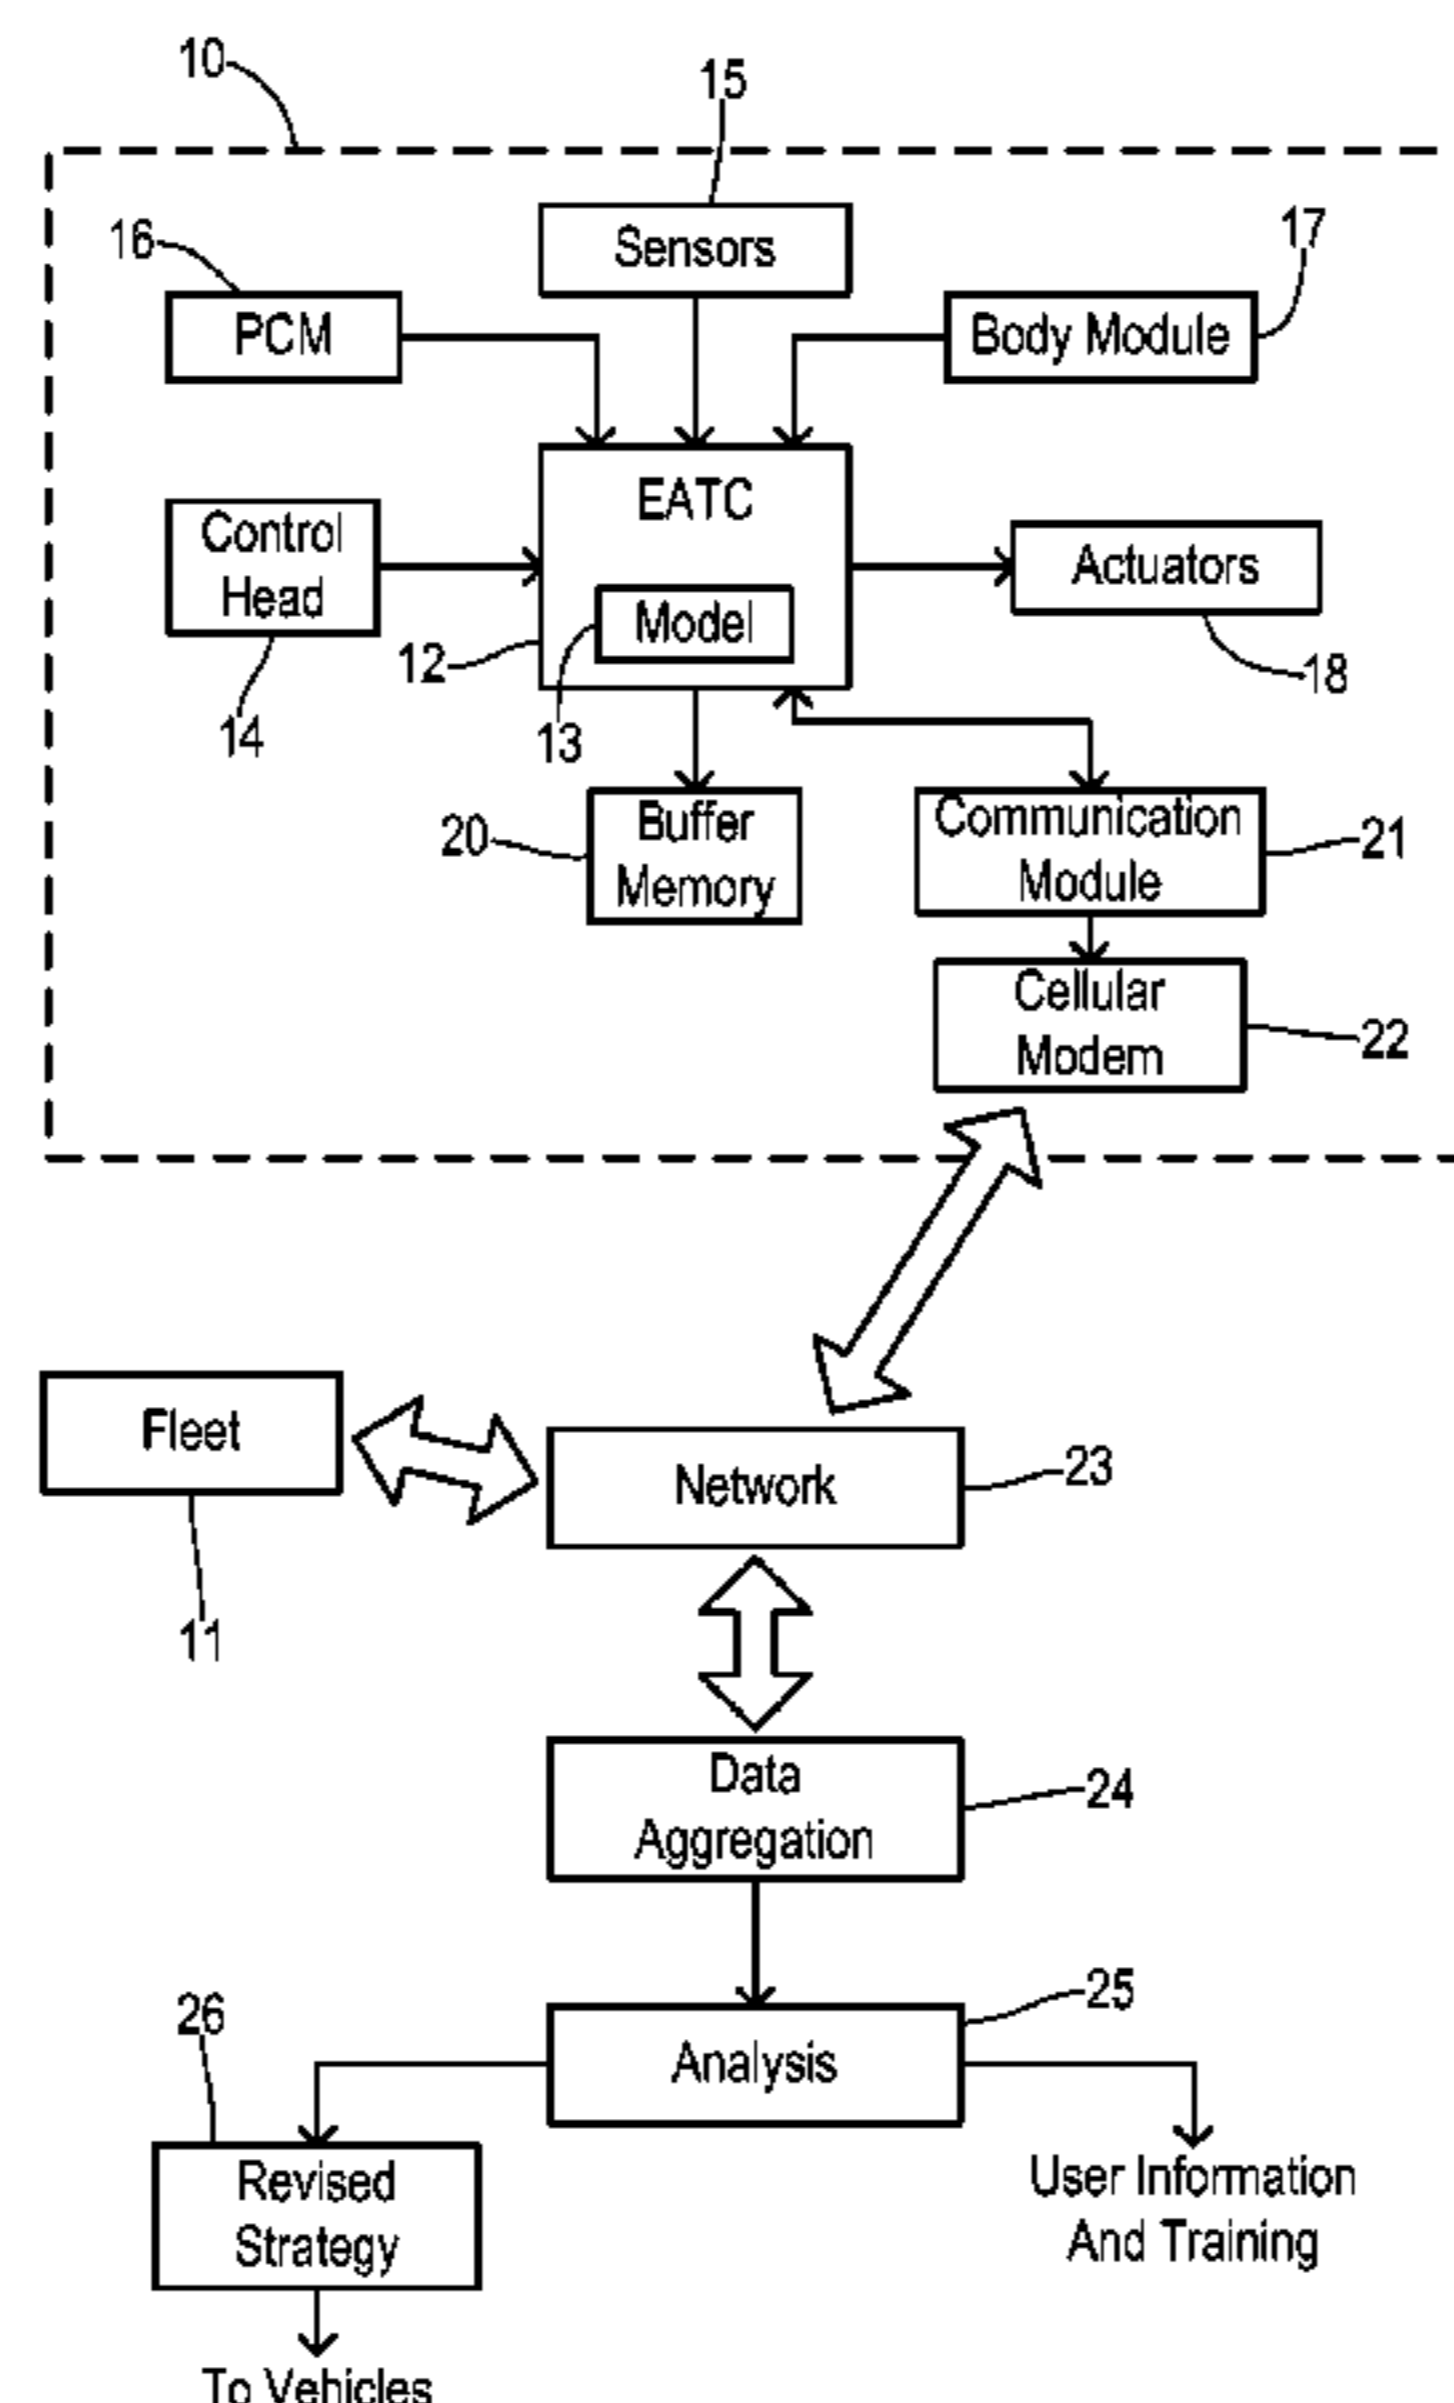 10
15
16
Sensors
17
PCM
Body Module
EATC
Control
Head
Actuators
Model
12
18
14
13
20
Buffer
Memory
Communication
Module
21
Cellular
Modem
22
Fleet
Network
23
11
Data
Aggregation
24
25
26
Analysis
Revised
Strategy
User Information
And Training
To Vehicles